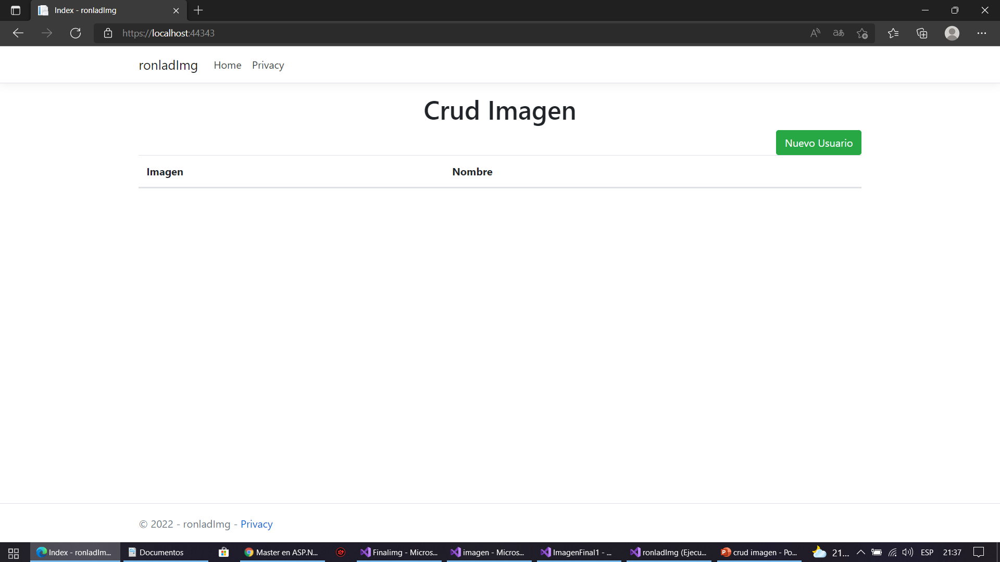 Index - ronladImg
https://localhost:44343
ronladImg Home Privacy
Crud Imagen
Nuevo Usuario
Imagen Nombre
© 2022 - ronladImg - Privacy
Index - ronladIm... Documentos Master en ASP.N... Finalimg - Micros... imagen - Micros... ImagenFinal1 - ... ronladImg (Ejecu... crud imagen - Po... 21... ESP 21:37